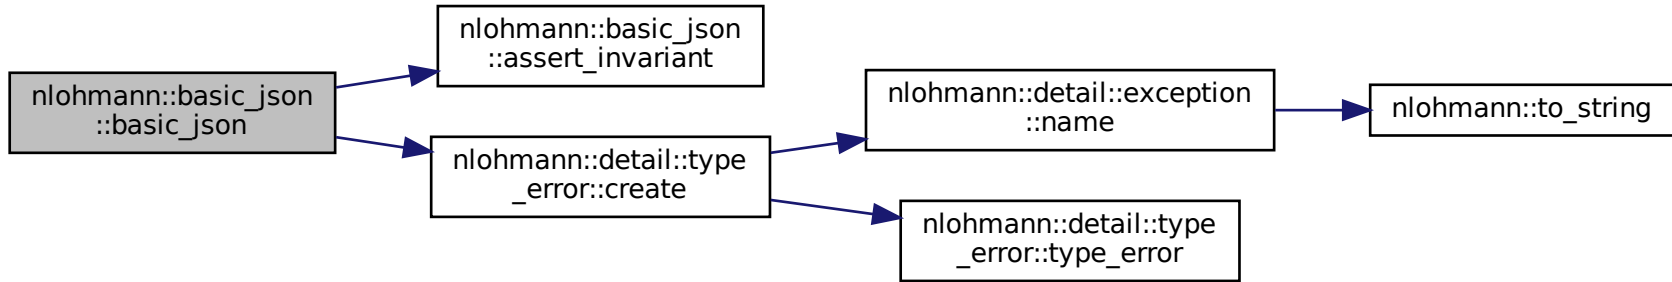 nlohmann::basic_json
::basic_json
nlohmann::basic_json
::assert_invariant
nlohmann::detail::type
_error::create
nlohmann::detail::exception
::name
nlohmann::detail::type
_error::type_error
nlohmann::to_string